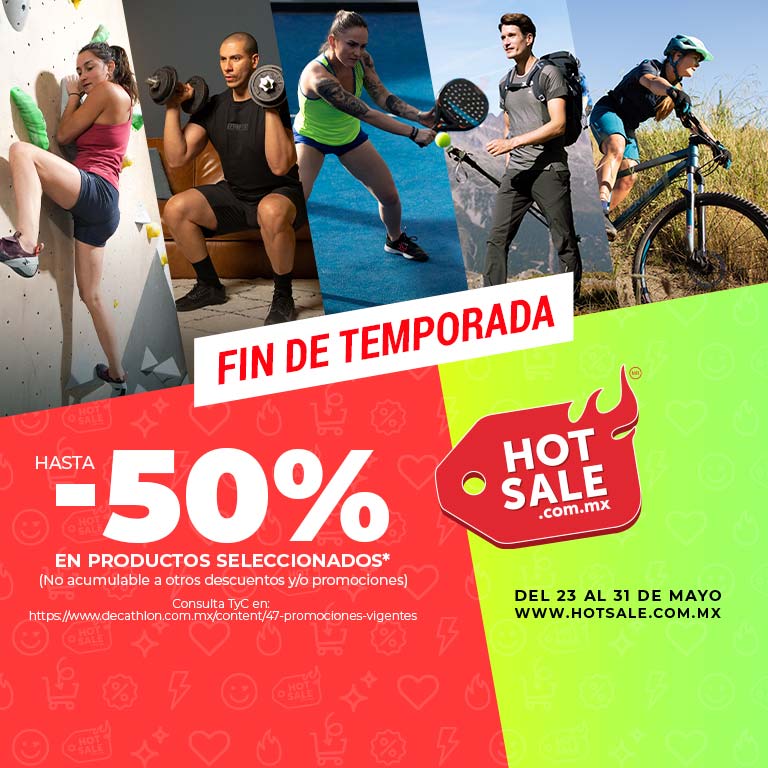 FIN DE TEMPORADA
HASTA
-50%
EN PRODUCTOS SELECCIONADOS*
(No acumulable a otros descuentos y/o promociones)
Consulta TyC en:
https://www.decathlon.com.mx/content/47-promociones-vigentes
HOT
SALE
.com.mx
DEL 23 AL 31 DE MAYO
WWW.HOTSALE.COM.MX